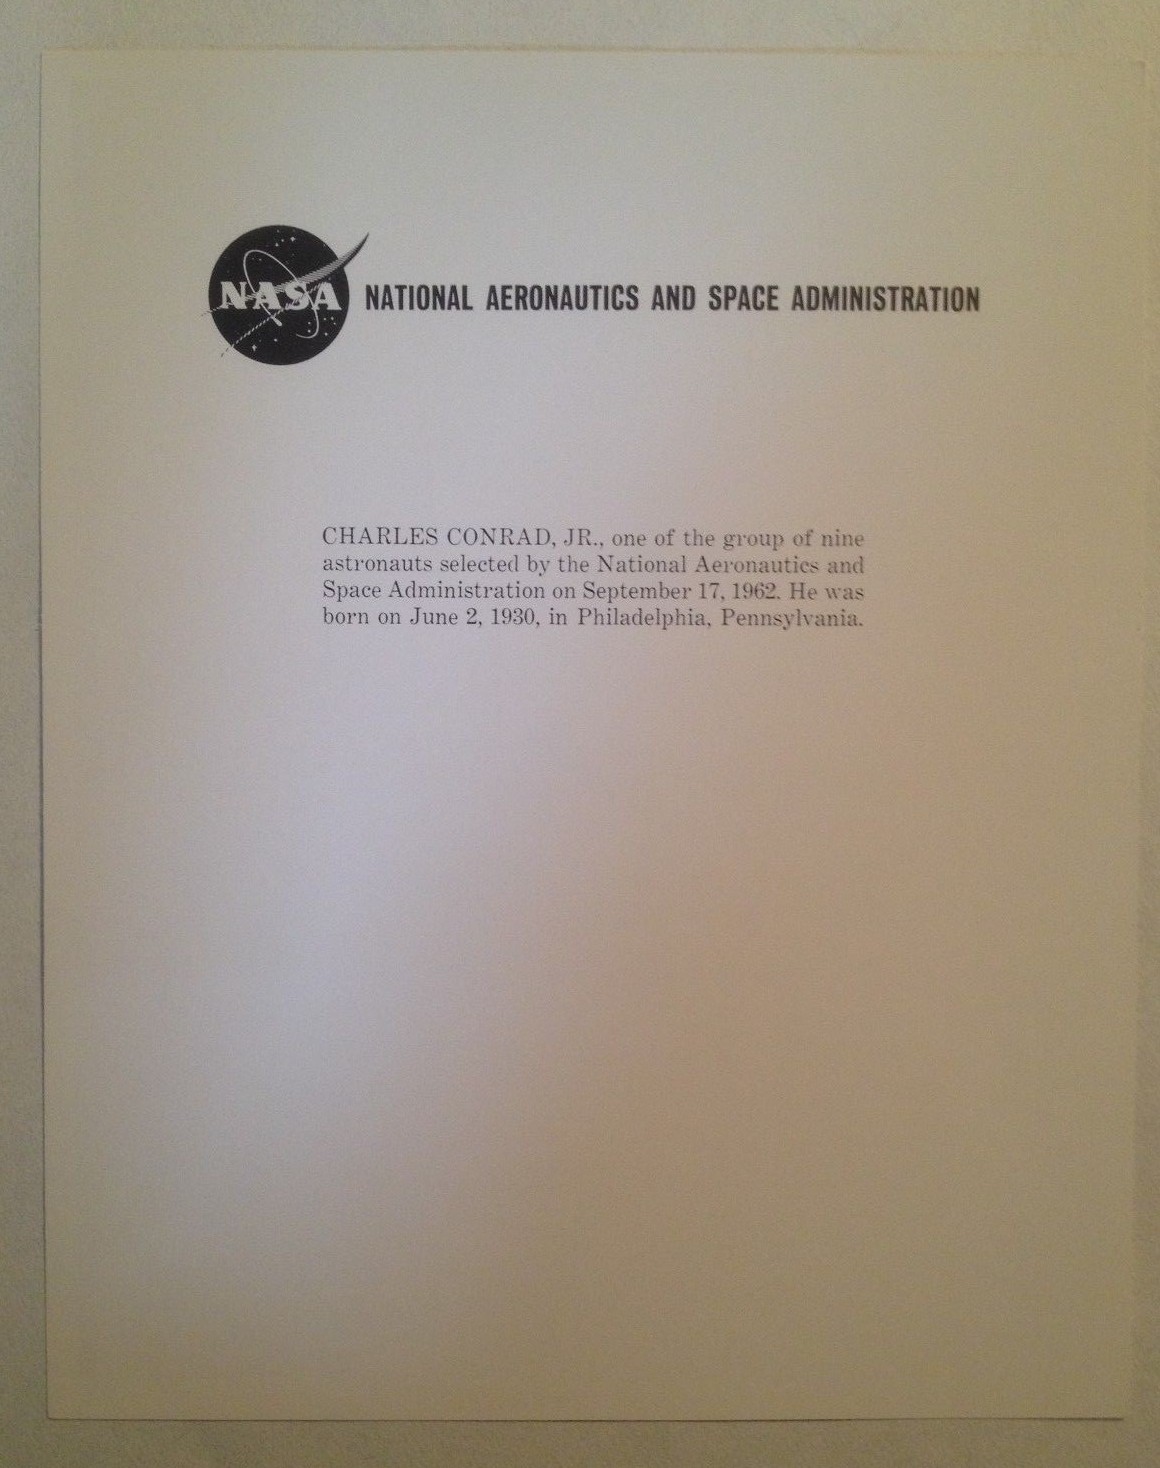 NASA NATIONAL AERONAUTICS AND SPACE ADMINISTRATION
CHARLES CONRAD, JR., one of the group of nine
astronauts selected by the National Aeronautics and
Space Administration on September 17, 1962. He was
born on June 2, 1930, in Philadelphia, Pennsylvania.